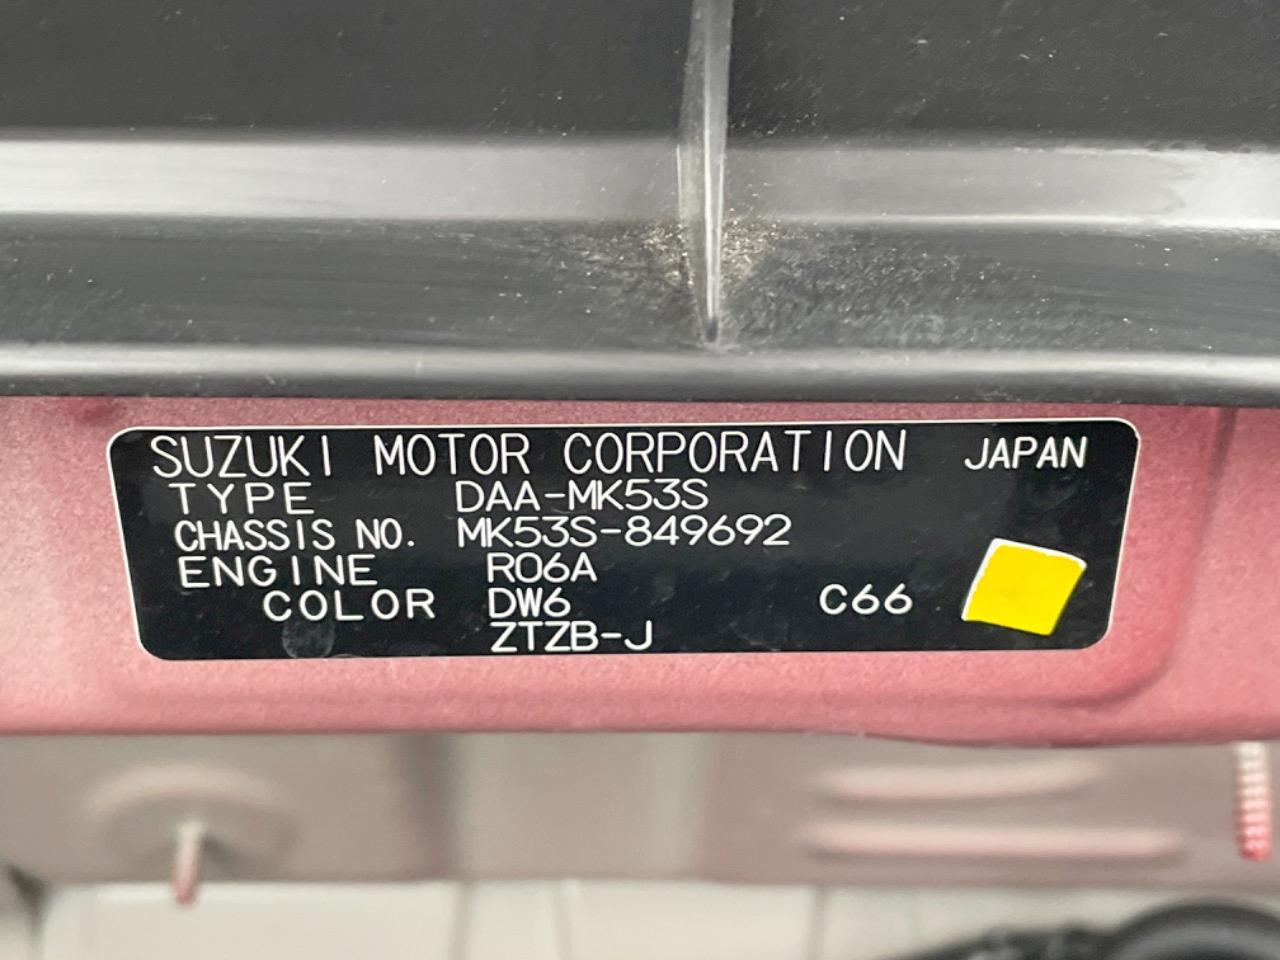 SUZUKI MOTOR CORPORATION JAPAN
TYPE DAA-MK53S
CHASSIS NO. MK53S-849692
ENGINE R06A
COLOR DW6 C66
ZTZB-J